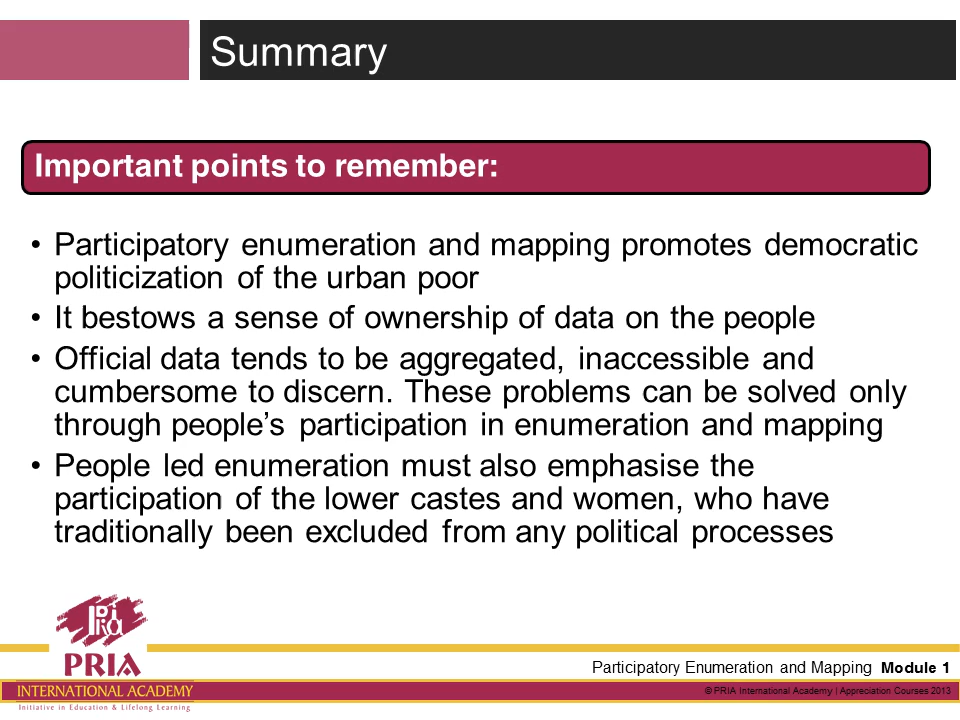 Summary
Important points to remember:
• Participatory enumeration and mapping promotes democratic
politicization of the urban poor
• It bestows a sense of ownership of data on the people
• Official data tends to be aggregated, inaccessible and
cumbersome to discern. These problems can be solved only
through people’s participation in enumeration and mapping
• People led enumeration must also emphasise the
participation of the lower castes and women, who have
traditionally been excluded from any political processes
PRiA
PRIA
INTERNATIONAL ACADEMY
Initiative in Education & Lifelong Learning
Participatory Enumeration and Mapping Module 1
© PRIA International Academy | Appreciation Courses 2013